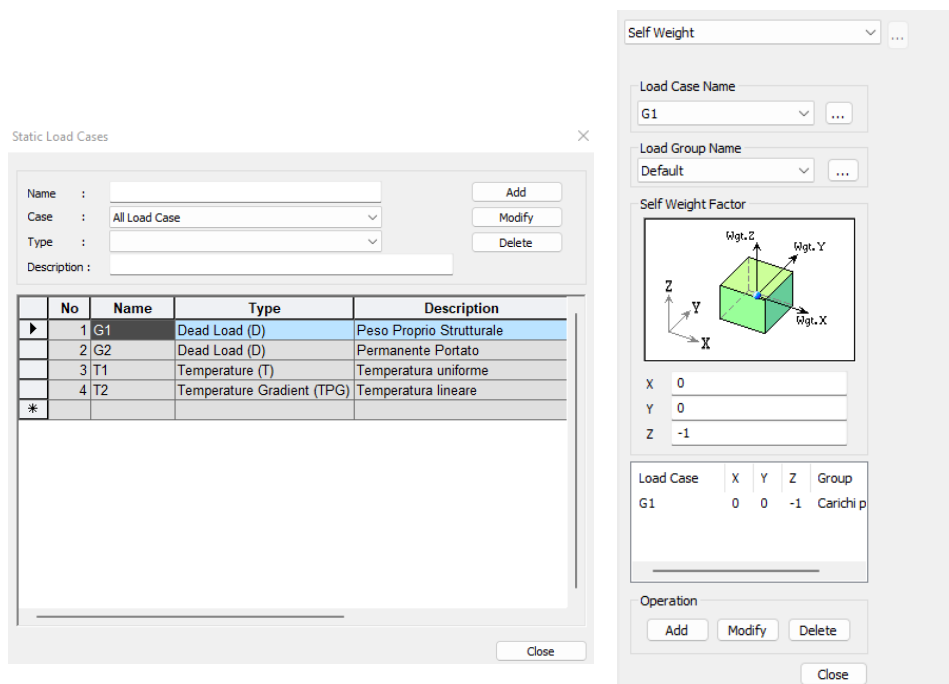 Static Load Cases
Name :
Add
Case : All Load Case
Modify
Type :
Delete
Description :
No Name Type Description
1 G1 Dead Load (D) Peso Proprio Strutturale
2 G2 Dead Load (D) Permanente Portato
3 T1 Temperature (T) Temperatura uniforme
4 T2 Temperature Gradient (TPG) Temperatura lineare
*
Close
Self Weight ...
Load Case Name
G1 ...
Load Group Name
Default ...
Self Weight Factor
Wgt.Z
Wgt.Y
Z
Y
Wgt.X
X
X 0
Y 0
Z -1
Load Case X Y Z Group
G1 0 0 -1 Carichi p
Operation
Add Modify Delete
Close